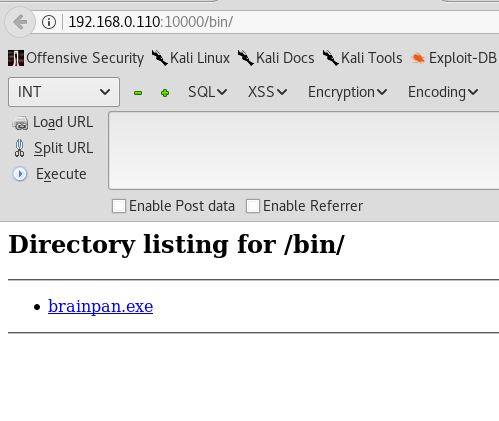 192.168.0.110:10000/bin/
Offensive Security Kali Linux Kali Docs Kali Tools Exploit-DB
INT SQL XSS Encryption Encoding
Load URL
Split URL
Execute
Enable Post data Enable Referrer
Directory listing for /bin/
brainpan.exe